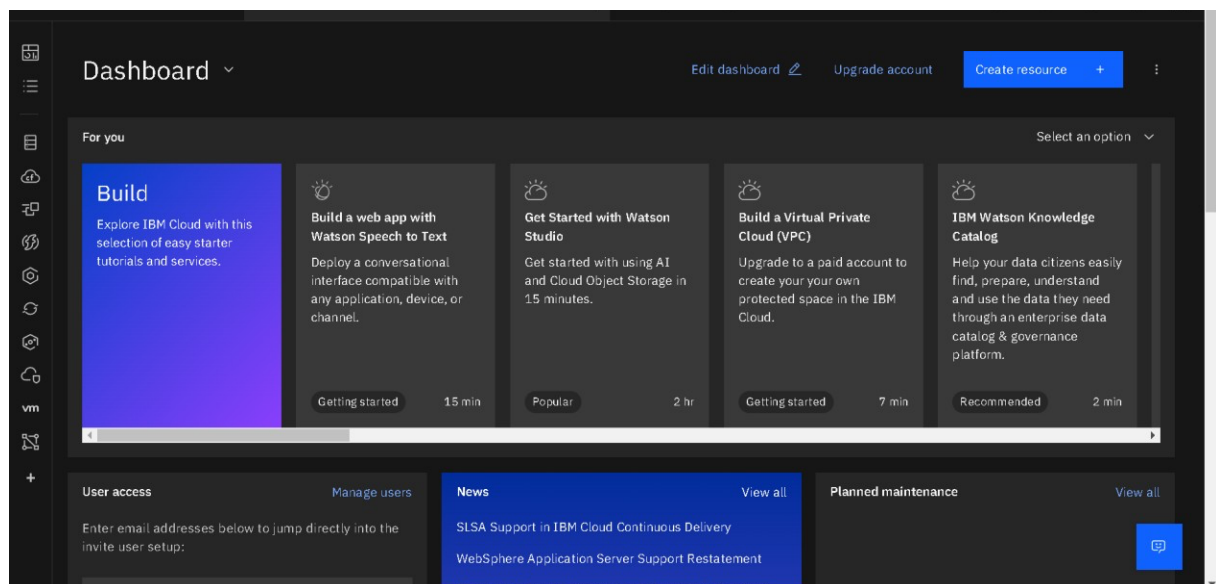 Dashboard
Edit dashboard
Upgrade account
Create resource +
For you
Select an option
Build
Explore IBM Cloud with this
selection of easy starter
tutorials and services.
Build a web app with
Watson Speech to Text
Deploy a conversational
interface compatible with
any application, device, or
channel.
Getting started
15 min
Get Started with Watson
Studio
Get started with using AI
and Cloud Object Storage in
15 minutes.
Popular
2 hr
Build a Virtual Private
Cloud (VPC)
Upgrade to a paid account to
create your your own
protected space in the IBM
Cloud.
Getting started
7 min
IBM Watson Knowledge
Catalog
Help your data citizens easily
find, prepare, understand
and use the data they need
through an enterprise data
catalog & governance
platform.
Recommended
2 min
vm
User access
Manage users
Enter email addresses below to jump directly into the
invite user setup:
News
View all
SLSA Support in IBM Cloud Continuous Delivery
WebSphere Application Server Support Restatement
Planned maintenance
View all